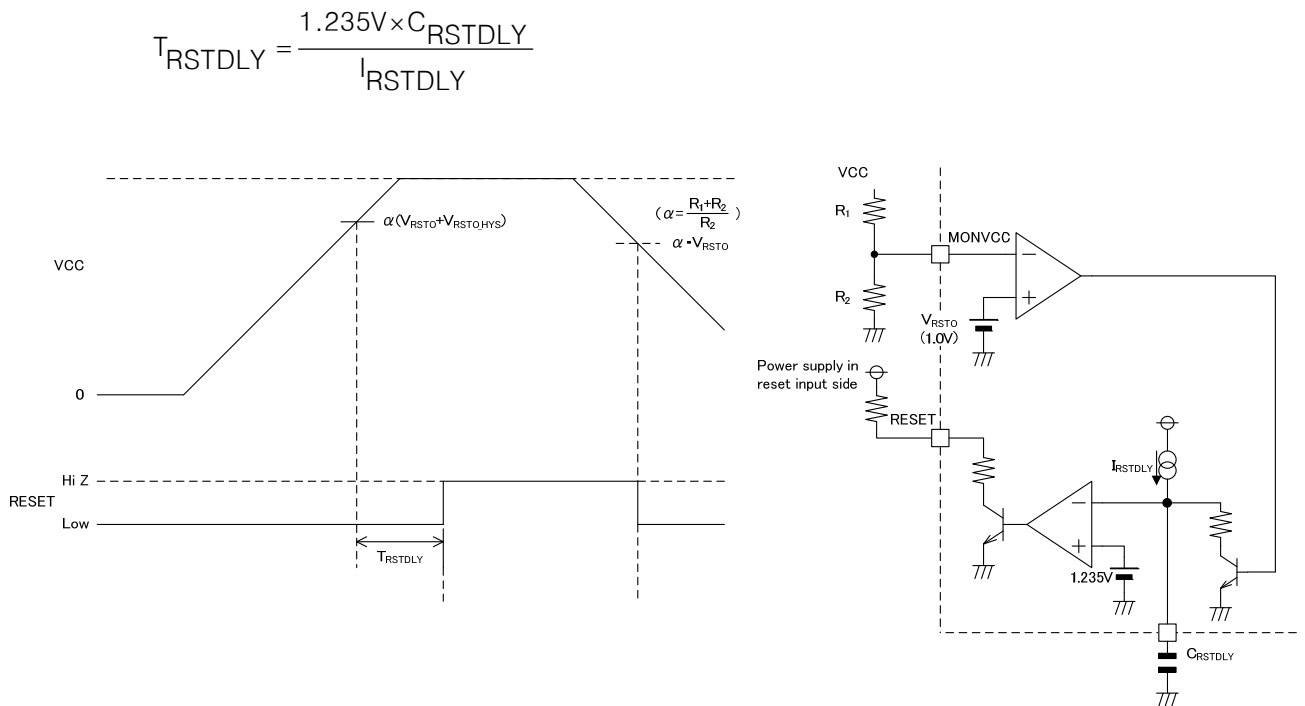 T_RSTDLY = 1.235V×C_RSTDLY / I_RSTDLY
VCC
0
α(V_RSTO+V_RSTO_HYS)
(α= R₁+R₂ / R₂ )
α・V_RSTO
RESET
Hi Z
Low
T_RSTDLY
VCC
R₁
R₂
MONVCC
−
+
V_RSTO
(1.0V)
Power supply in
reset input side
RESET
I_RSTDLY
−
+
1.235V
C_RSTDLY